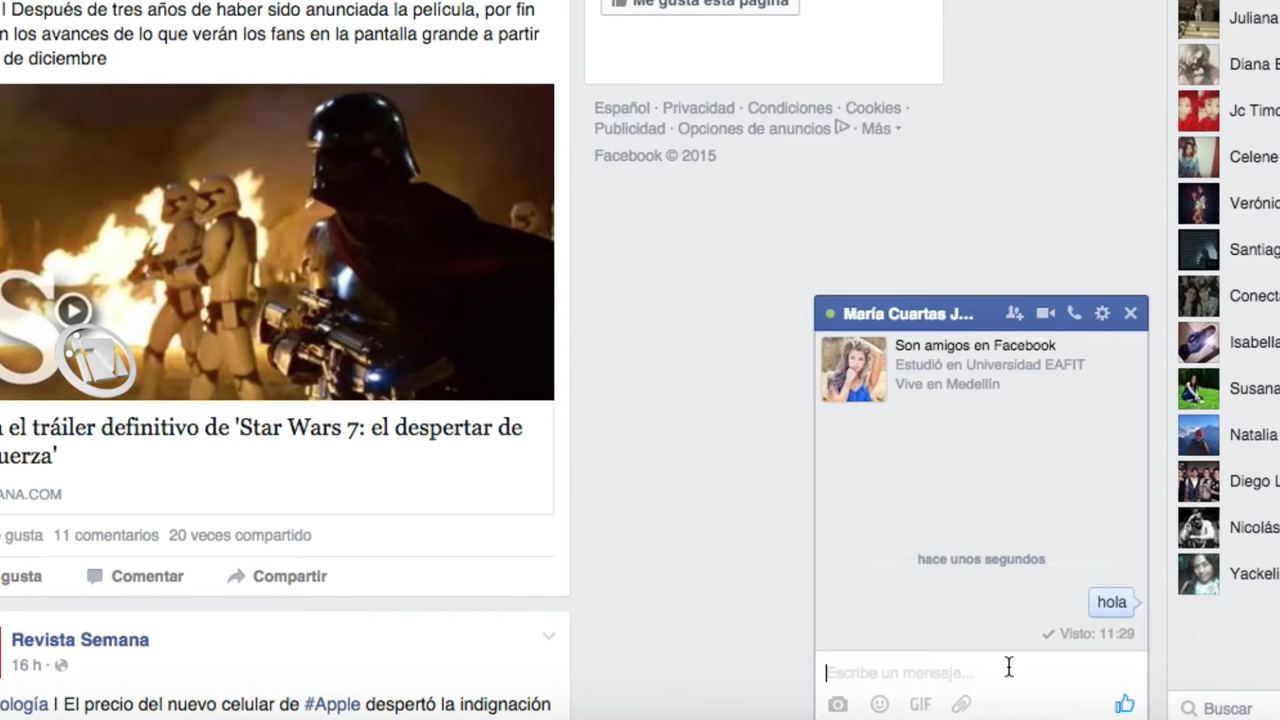 I Después de tres años de haber sido anunciada la película, por fin
n los avances de lo que verán los fans en la pantalla grande a partir
de diciembre
S
el tráiler definitivo de 'Star Wars 7: el despertar de
uerza'
ANA.COM
gusta 11 comentarios 20 veces compartido
gusta Comentar Compartir
Revista Semana
16 h ·
ología I El precio del nuevo celular de #Apple despertó la indignación
Me gusta esta página
Español · Privacidad · Condiciones · Cookies ·
Publicidad · Opciones de anuncios · Más
Facebook © 2015
María Cuartas J...
Son amigos en Facebook
Estudió en Universidad EAFIT
Vive en Medellín
hace unos segundos
hola
Visto: 11:29
Escribe un mensaje...
GIF
Juliana
Diana E
Jc Timo
Celene
Verónic
Santiag
Conect
Isabella
Susana
Natalia
Diego L
Nicolás
Yackeli
Buscar